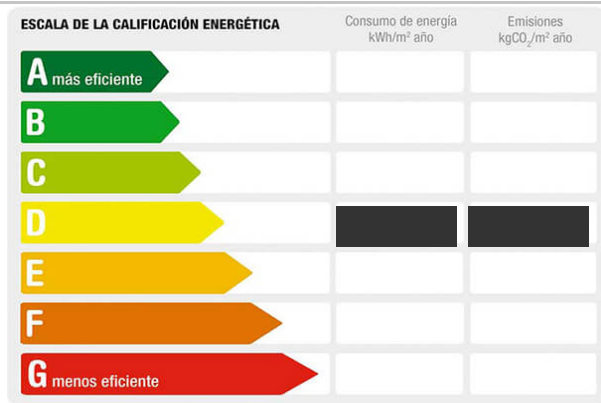 ESCALA DE LA CALIFICACIÓN ENERGÉTICA
Consumo de energía
kWh/m² año
Emisiones
kgCO₂/m² año
A más eficiente
B
C
D
E
F
G menos eficiente